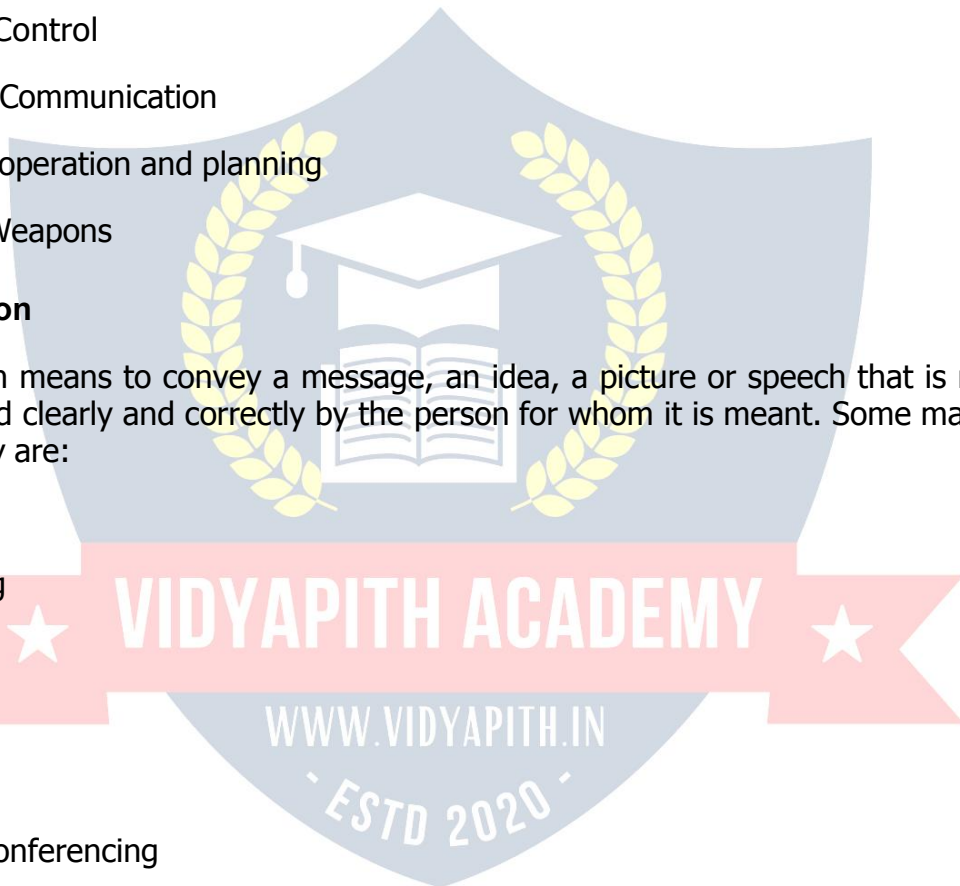 Control
Communication
operation and planning
Weapons
on
n means to convey a message, an idea, a picture or speech that is
d clearly and correctly by the person for whom it is meant. Some ma
y are:
g
VIDYAPITH ACADEMY
WWW.VIDYAPITH.IN
- ESTD 2020 -
onferencing